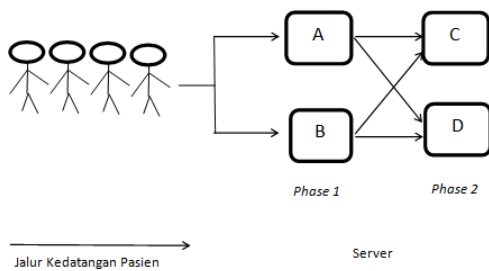 A
C
B
D
Phase 1
Phase 2
Jalur Kedatangan Pasien
Server